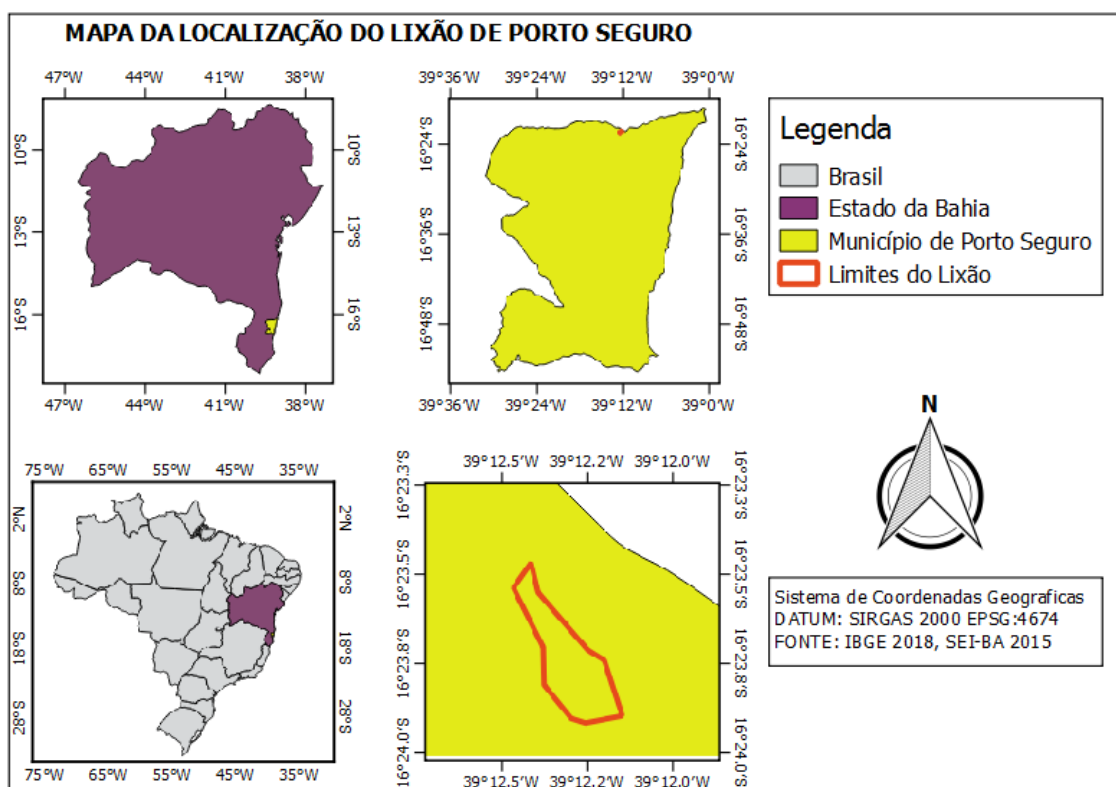 MAPA DA LOCALIZAÇÃO DO LIXÃO DE PORTO SEGURO
47°W 44°W 41°W 38°W
10°S 13°S 16°S
10°S 13°S 16°S
47°W 44°W 41°W 38°W
39°36'W 39°24'W 39°12'W 39°0'W
16°24'S 16°36'S 16°48'S
16°24'S 16°36'S 16°48'S
39°36'W 39°24'W 39°12'W 39°0'W
Legenda
Brasil
Estado da Bahia
Município de Porto Seguro
Limites do Lixão
75°W 65°W 55°W 45°W 35°W
2°N 8°S 18°S 28°S
2°N 8°S 18°S 28°S
75°W 65°W 55°W 45°W 35°W
39°12.5'W 39°12.2'W 39°12.0'W
16°23.3'S 16°23.5'S 16°23.8'S 16°24.0'S
16°23.3'S 16°23.5'S 16°23.8'S 16°24.0'S
39°12.5'W 39°12.2'W 39°12.0'W
N
Sistema de Coordenadas Geograficas
DATUM: SIRGAS 2000 EPSG:4674
FONTE: IBGE 2018, SEI-BA 2015